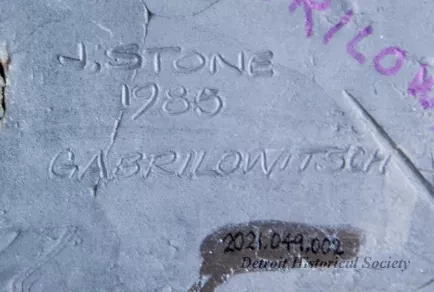 J. STONE
1985
GABRILOWITSCH
2021.049.002
Detroit Historical Society